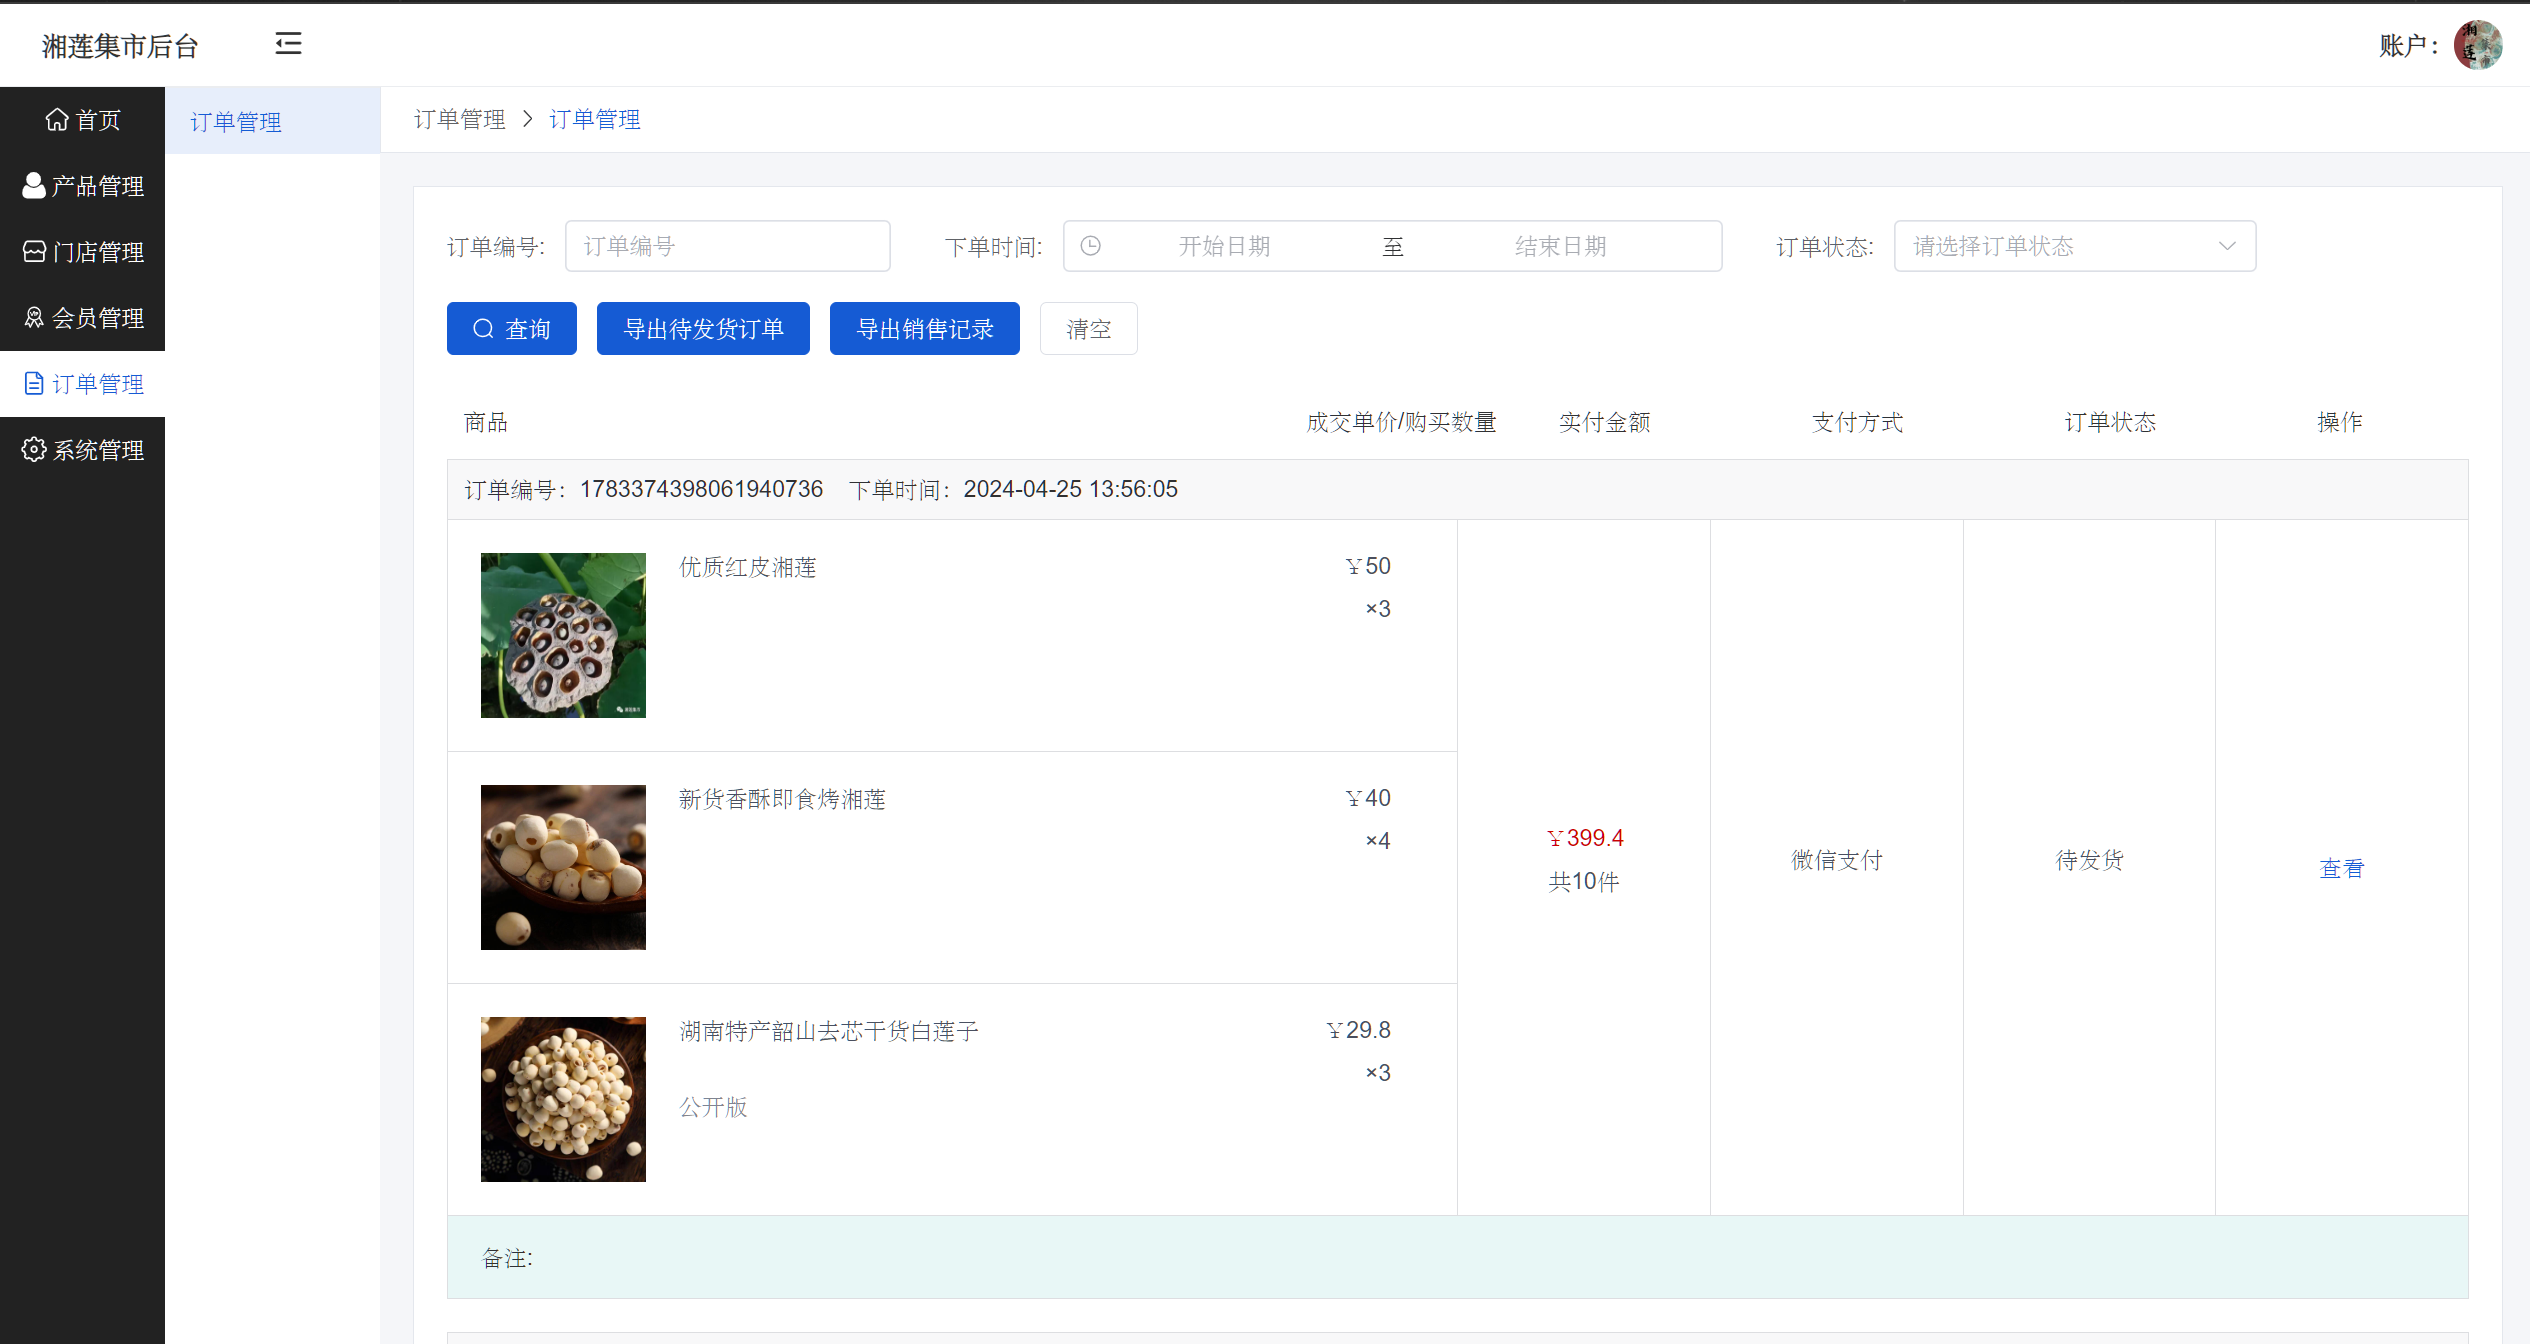 湘莲集市后台
账户：
首页
产品管理
门店管理
会员管理
订单管理
系统管理
订单管理
订单管理 > 订单管理
订单编号: 订单编号 下单时间: 开始日期 至 结束日期 订单状态: 请选择订单状态
查询 导出待发货订单 导出销售记录 清空
商品 成交单价/购买数量 实付金额 支付方式 订单状态 操作
订单编号：1783374398061940736 下单时间：2024-04-25 13:56:05
优质红皮湘莲 ￥50
×3
新货香酥即食烤湘莲 ￥40
×4
￥399.4
共10件
微信支付
待发货
查看
湖南特产韶山去芯干货白莲子 ￥29.8
×3
公开版
备注: